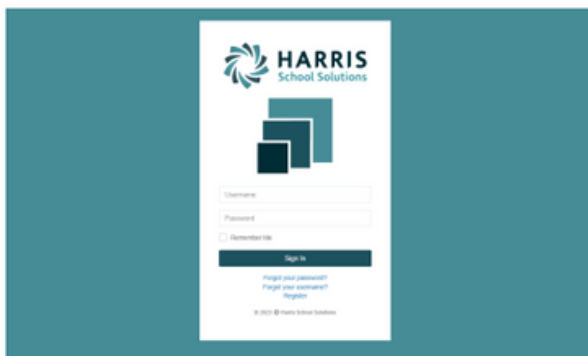 HARRIS
School Solutions
Username
Password
Remember Me
Sign In
Forgot your password?
Forgot your username?
Register
© 2023 Harris School Solutions